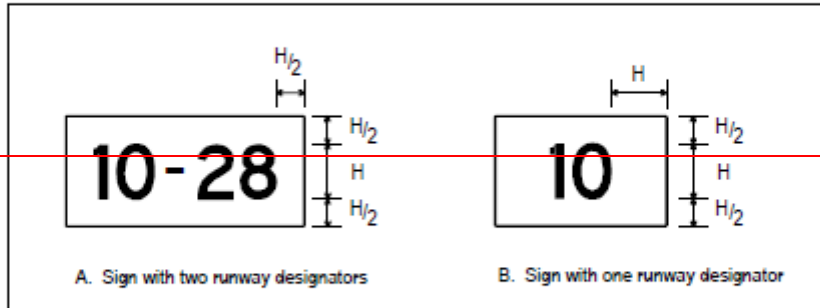 H/2
H
10-28
H/2
H
H/2
10
H/2
H
H/2
A. Sign with two runway designators
B. Sign with one runway designator